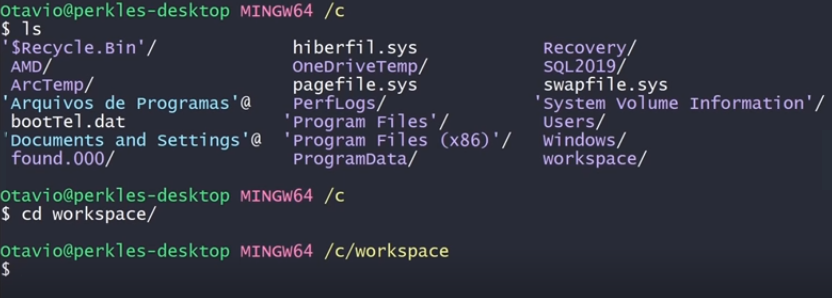 Otavio@perkles-desktop MINGW64 /c
$ ls
'$Recycle.Bin'/ hiberfil.sys Recovery/
AMD/ OneDriveTemp/ SQL2019/
ArcTemp/ pagefile.sys swapfile.sys
'Arquivos de Programas'@ PerfLogs/ 'System Volume Information'/
bootTel.dat 'Program Files'/ Users/
'Documents and Settings'@ 'Program Files (x86)'/ Windows/
found.000/ ProgramData/ workspace/
Otavio@perkles-desktop MINGW64 /c
$ cd workspace/
Otavio@perkles-desktop MINGW64 /c/workspace
$